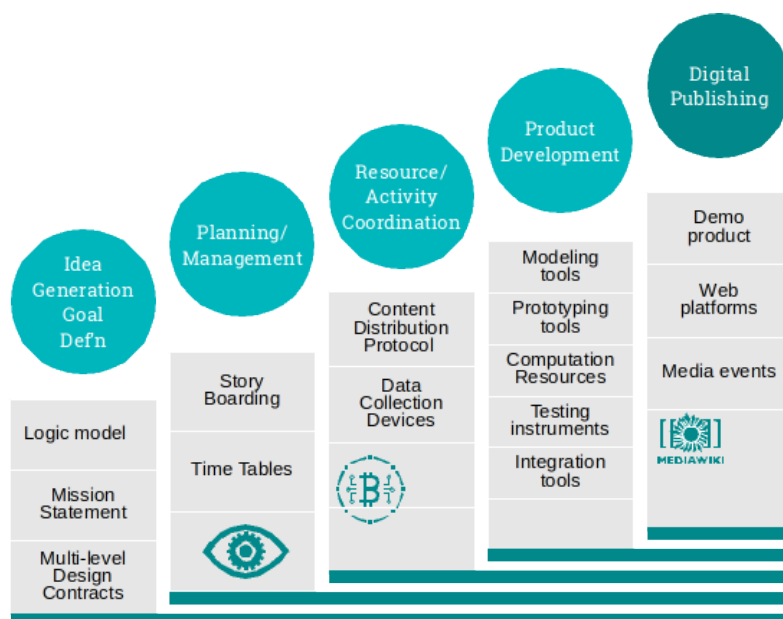 Idea
Generation
Goal
Def'n
Logic model
Mission
Statement
Multi-level
Design
Contracts
Planning/
Management
Story
Boarding
Time Tables
Resource/
Activity
Coordination
Content
Distribution
Protocol
Data
Collection
Devices
Product
Development
Modeling
tools
Prototyping
tools
Computation
Resources
Testing
instruments
Integration
tools
Digital
Publishing
Demo
product
Web
platforms
Media events
MEDIAWIKI